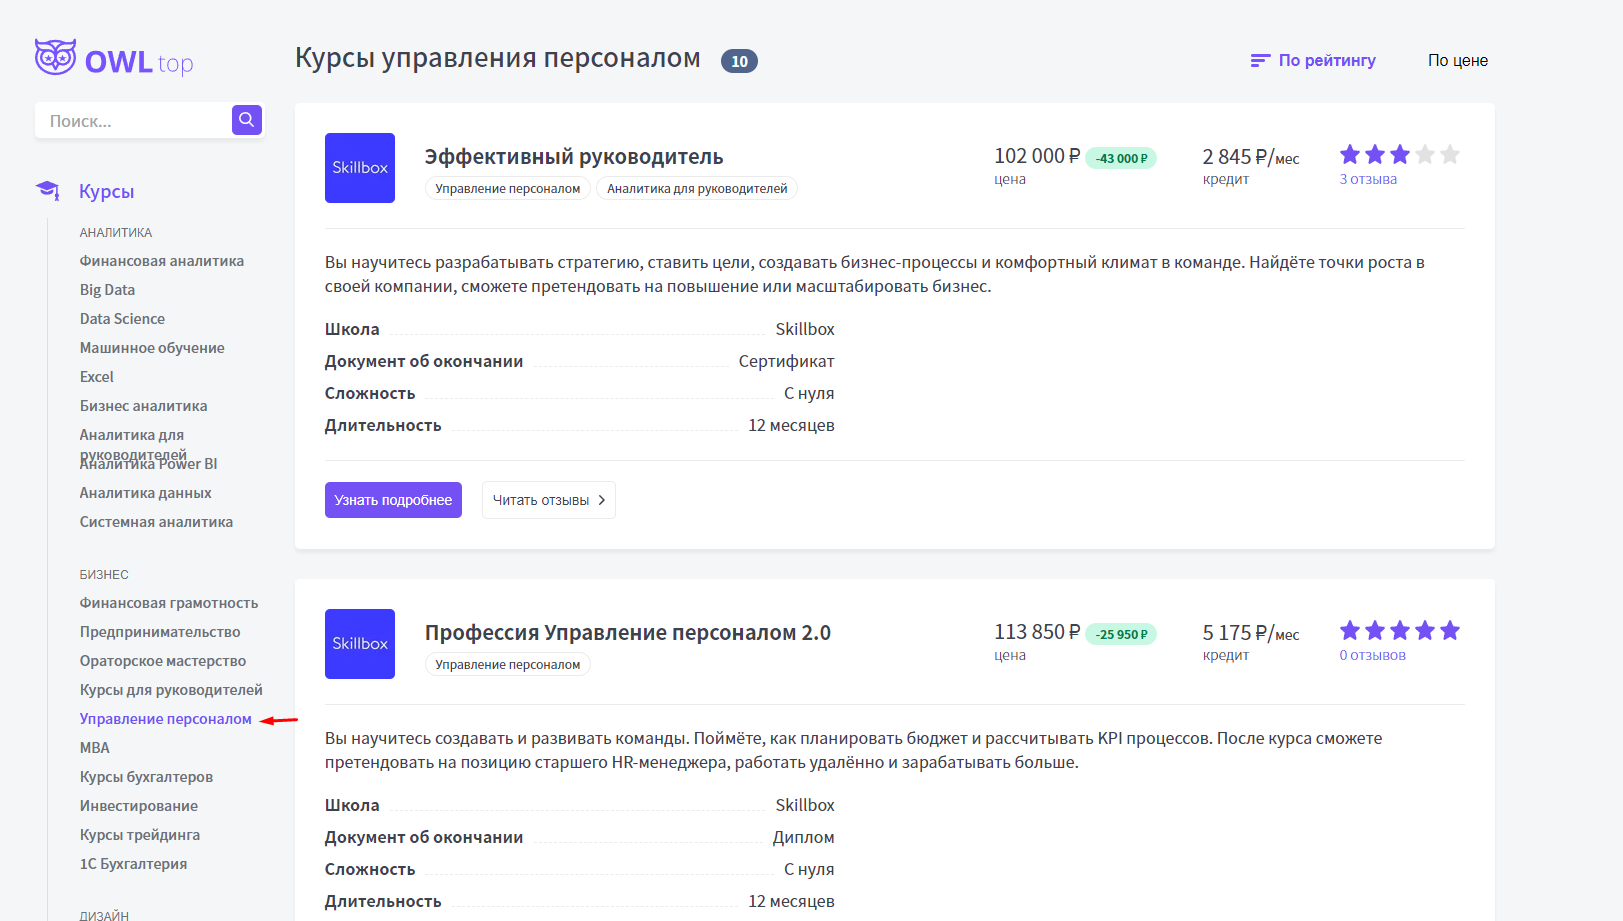 OWL top
Поиск...
Курсы
АНАЛИТИКА
Финансовая аналитика
Big Data
Data Science
Машинное обучение
Excel
Бизнес аналитика
Аналитика для
руководителей
Аналитика Power BI
Аналитика данных
Системная аналитика
БИЗНЕС
Финансовая грамотность
Предпринимательство
Ораторское мастерство
Курсы для руководителей
Управление персоналом
MBA
Курсы бухгалтеров
Инвестирование
Курсы трейдинга
1С Бухгалтерия
ДИЗАЙН
Курсы управления персоналом 10
По рейтингу По цене
Skillbox
Эффективный руководитель
Управление персоналом Аналитика для руководителей
102 000 ₽ -43 000 ₽
цена
2 845 ₽/мес
кредит
3 отзыва
Вы научитесь разрабатывать стратегию, ставить цели, создавать бизнес-процессы и комфортный климат в команде. Найдёте точки роста в
своей компании, сможете претендовать на повышение или масштабировать бизнес.
Школа Skillbox
Документ об окончании Сертификат
Сложность С нуля
Длительность 12 месяцев
Узнать подробнее Читать отзывы
Skillbox
Профессия Управление персоналом 2.0
Управление персоналом
113 850 ₽ -25 950 ₽
цена
5 175 ₽/мес
кредит
0 отзывов
Вы научитесь создавать и развивать команды. Поймёте, как планировать бюджет и рассчитывать KPI процессов. После курса сможете
претендовать на позицию старшего HR-менеджера, работать удалённо и зарабатывать больше.
Школа Skillbox
Документ об окончании Диплом
Сложность С нуля
Длительность 12 месяцев